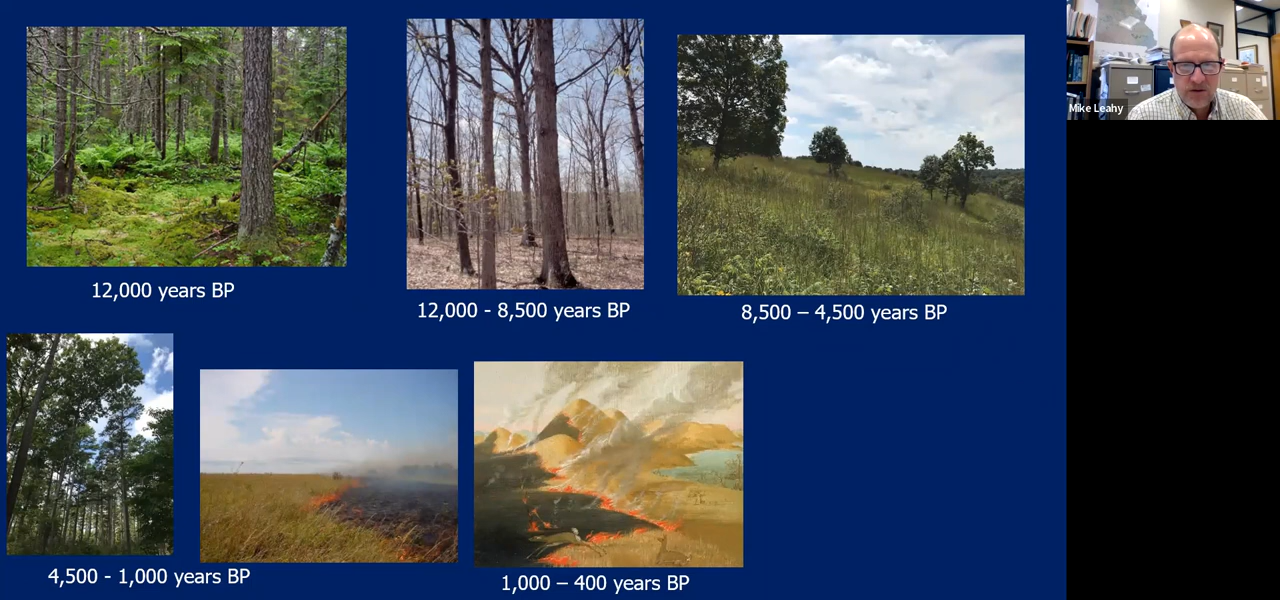 Mike Leahy
12,000 years BP
12,000 - 8,500 years BP
8,500 – 4,500 years BP
4,500 - 1,000 years BP
1,000 – 400 years BP